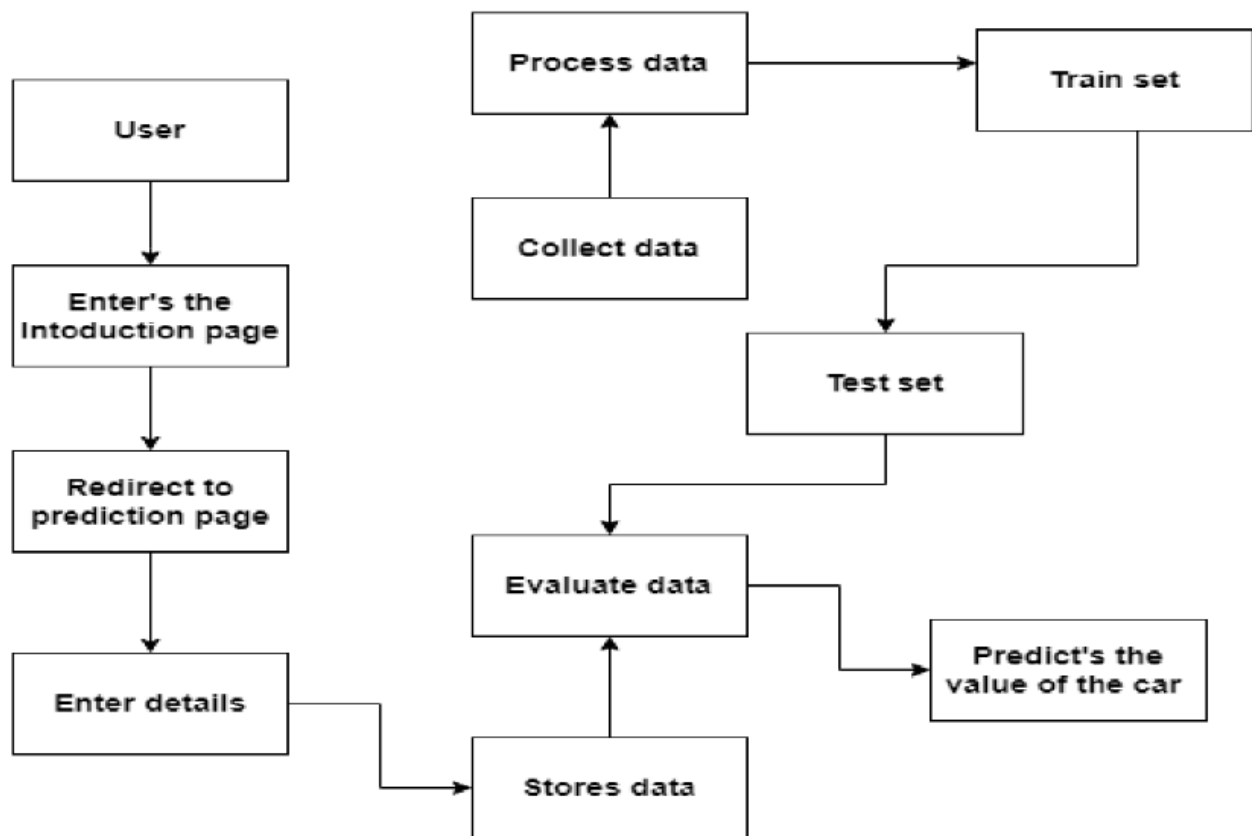 Process data
Train set
User
Collect data
Enter's the
Intoduction page
Test set
Redirect to
prediction page
Evaluate data
Predict's the
value of the car
Enter details
Stores data